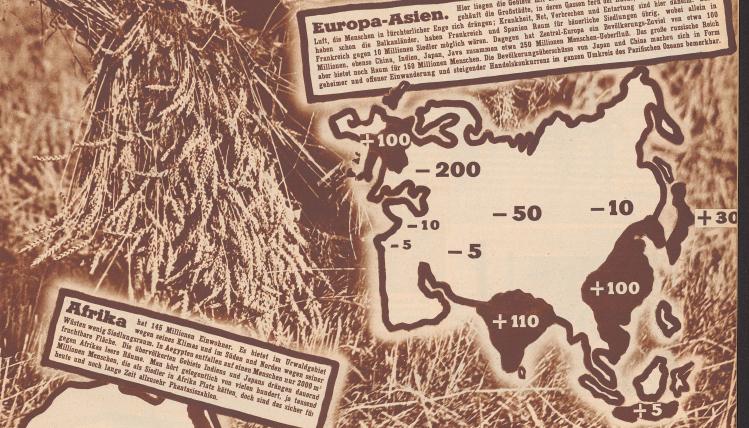 Europa-Asien. Hier liegen die Gebiete mit
gehäuft die Großstädte, in deren Gassen fern der
Luft, die Menschen in fürchterlicher Enge sich drängen; Krankheit, Not, Verbrechen und Entartung sind hier
haben schon die Balkanländer, haben Frankreich und Spanien Raum für bäuerliche Siedlungen übrig, wobei allein in
Frankreich gegen 10 Millionen Siedler möglich wären. Dagegen hat Zentral-Europa ein Bevölkerungs-Zuviel von etwa 100
Millionen, ebenso China, Indien, Japan, Java zusammen etwa 250 Millionen Menschen-Ueberfluß. Das große russische Reich
aber bietet noch Raum für 150 Millionen Menschen. Die Bevölkerungsüberschüsse von Japan und China machen sich in Form
geheimer und offener Einwanderung und steigender Handelskonkurrenz im ganzen Umkreis des Pazifischen Ozeans bemerkbar.
+100
-200
-50
-10
+30
-10
-5
-5
+100
+110
+5
Afrika hat 145 Millionen Einwohner. Es bietet im Urwaldgebiet
wegen seines Klimas und im Süden und Norden wegen seiner
Wüsten wenig Siedlungsraum. In Aegypten entfallen auf einen Menschen nur 2000 m²
fruchtbare Fläche. Die übervölkerten Gebiete Indiens und Japans drängen dauernd
gegen Afrikas leere Räume. Man hört gelegentlich von vielen hundert, ja tausend
Millionen Menschen, die als Siedler in Afrika Platz hätten, doch sind das sicher für
heute und noch lange Zeit allzusehr Phantasiezahlen.